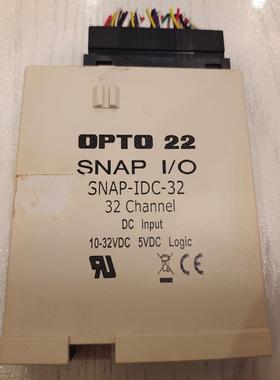 OPTO 22
SNAP I/O
SNAP-IDC-32
32 Channel
DC Input
10-32VDC 5VDC Logic